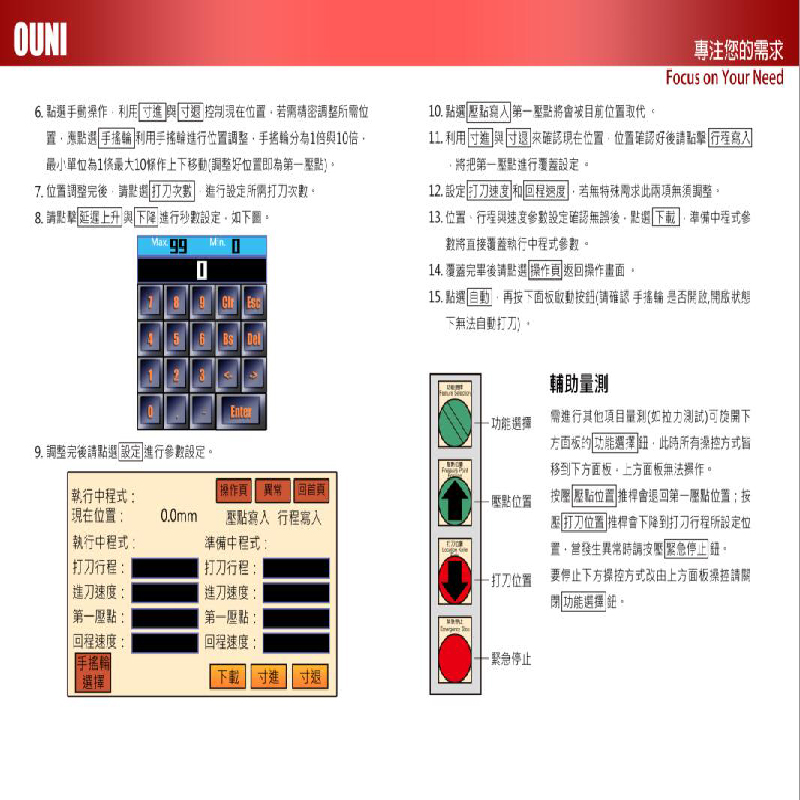 OUNI
專注您的需求
Focus on Your Need
6. 點選手動操作，利用 寸進 與 寸退 控制現在位置，若需精密調整所需位
置，應點選 手搖輪 利用手搖輪進行位置調整，手搖輪分為1倍與10倍，
最小單位為1條最大10條作上下移動(調整好位置即為第一壓點)。
7. 位置調整完後，請點選 打刀次數 ，進行設定所需打刀次數。
8. 請點擊 延遲上升 與 下降 進行秒數設定，如下圖。
Max. 99 Min. 0
0
7 8 9 Clr Esc
4 5 6 Bs Del
1 2 3 <- ->
0 . - Enter
9. 調整完後請點選 設定 進行參數設定。
執行中程式： 操作頁 異常 回首頁
現在位置： 0.0mm 壓點寫入 行程寫入
執行中程式： 準備中程式：
打刀行程： 打刀行程：
進刀速度： 進刀速度：
第一壓點： 第一壓點：
回程速度： 回程速度：
手搖輪
選擇
下載 寸進 寸退
10. 點選 壓點寫入 第一壓點將會被目前位置取代。
11. 利用 寸進 與 寸退 來確認現在位置，位置確認好後請點擊 行程寫入
，將把第一壓點進行覆蓋設定。
12. 設定 打刀速度 和 回程速度 ，若無特殊需求此兩項無須調整。
13. 位置、行程與速度參數設定確認無誤後，點選 下載 ，準備中程式參
數將直接覆蓋執行中程式參數。
14. 覆蓋完畢後請點選 操作頁 返回操作畫面。
15. 點選 自動 ，再按下面板啟動按鈕(請確認 手搖輪 是否開啟,開啟狀態
下無法自動打刀)。
功能選擇
Feature Selection
功能選擇
壓點位置
Pressure Point
壓點位置
打刀位置
打刀位置
緊急停止
Emergency Stop
緊急停止
輔助量測
需進行其他項目量測(如拉力測試)可旋開下
方面板的 功能選擇 鈕，此時所有操控方式皆
移到下方面板，上方面板無法操作。
按壓 壓點位置 推桿會退回第一壓點位置；按
壓 打刀位置 推桿會下降到打刀行程所設定位
置，當發生異常時請按壓 緊急停止 鈕。
要停止下方操控方式改由上方面板操控請關
閉 功能選擇 鈕。